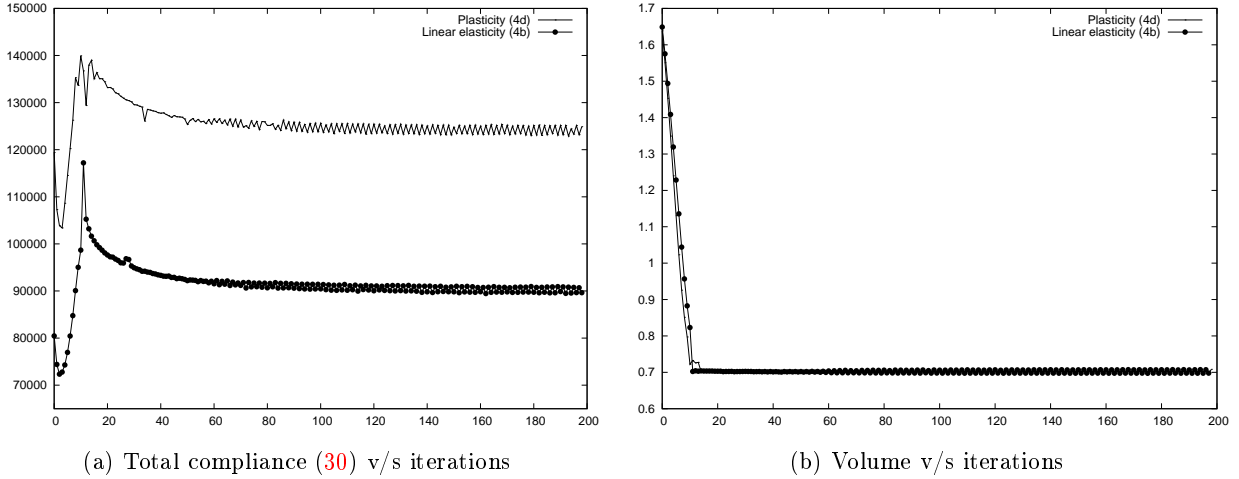 150000
140000
130000
120000
110000
100000
90000
80000
70000
0 20 40 60 80 100 120 140 160 180 200
Plasticity (4d)
Linear elasticity (4b)
(a) Total compliance (30) v/s iterations
1.7
1.6
1.5
1.4
1.3
1.2
1.1
1
0.9
0.8
0.7
0.6
0 20 40 60 80 100 120 140 160 180 200
Plasticity (4d)
Linear elasticity (4b)
(b) Volume v/s iterations